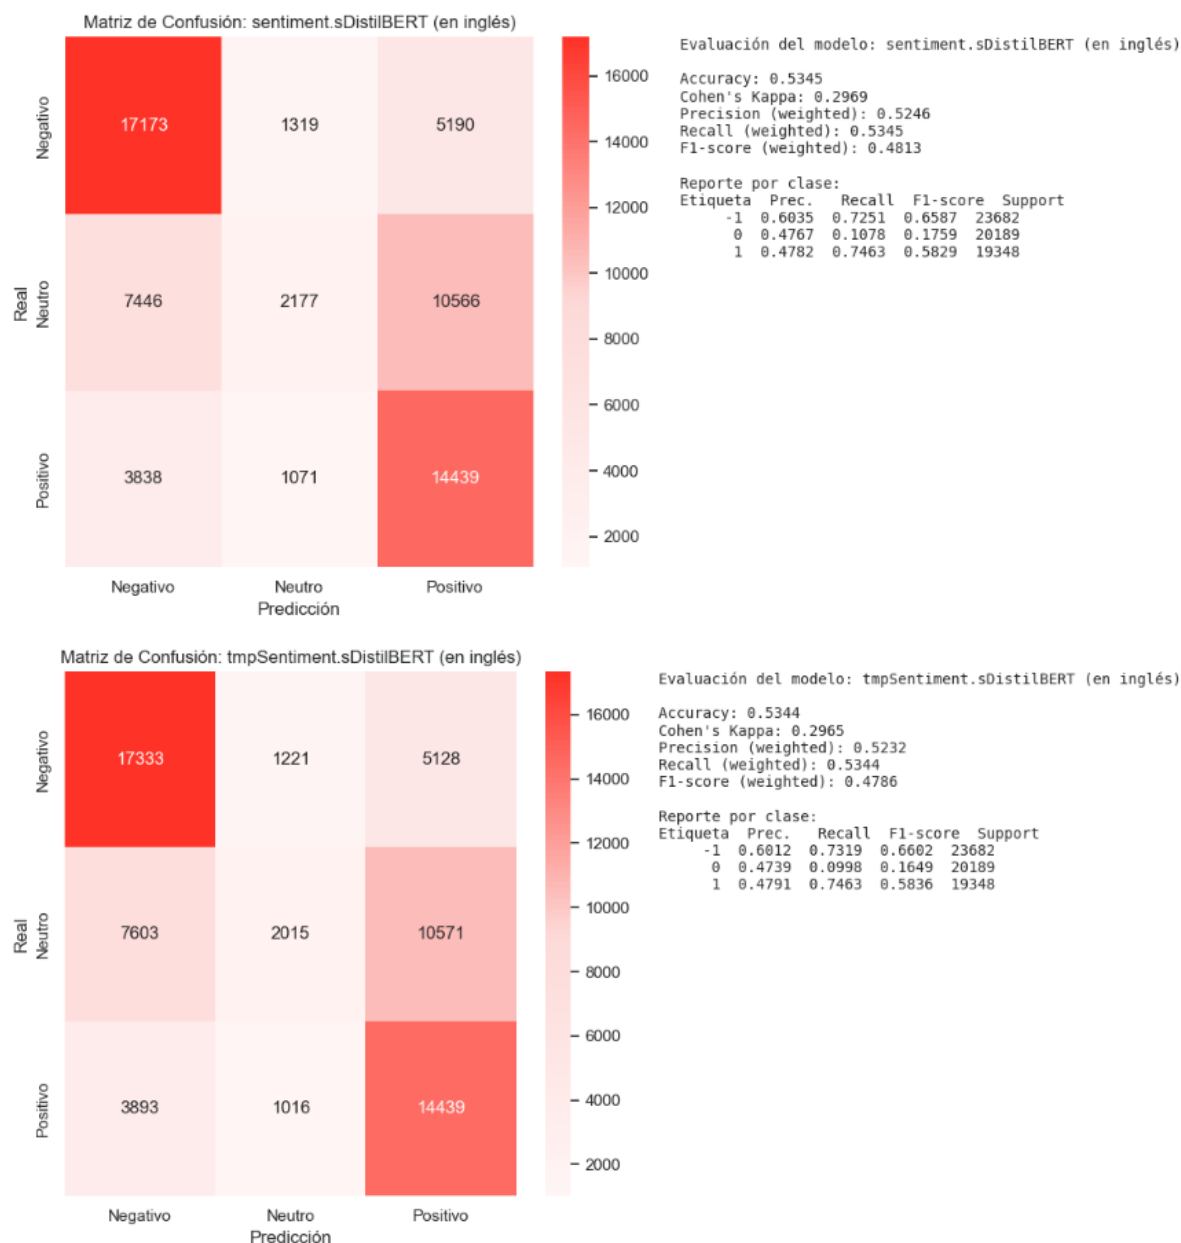 Matriz de Confusión: sentiment.sDistilBERT (en inglés)
Negativo
17173
1319
5190
Real
Neutro
7446
2177
10566
Positivo
3838
1071
14439
Negativo
Neutro
Positivo
Predicción
16000
14000
12000
10000
8000
6000
4000
2000
Evaluación del modelo: sentiment.sDistilBERT (en inglés)
Accuracy: 0.5345
Cohen's Kappa: 0.2969
Precision (weighted): 0.5246
Recall (weighted): 0.5345
F1-score (weighted): 0.4813
Reporte por clase:
Etiqueta Prec. Recall F1-score Support
-1 0.6035 0.7251 0.6587 23682
0 0.4767 0.1078 0.1759 20189
1 0.4782 0.7463 0.5829 19348
Matriz de Confusión: tmpSentiment.sDistilBERT (en inglés)
Negativo
17333
1221
5128
Real
Neutro
7603
2015
10571
Positivo
3893
1016
14439
Negativo
Neutro
Positivo
Predicción
16000
14000
12000
10000
8000
6000
4000
2000
Evaluación del modelo: tmpSentiment.sDistilBERT (en inglés)
Accuracy: 0.5344
Cohen's Kappa: 0.2965
Precision (weighted): 0.5232
Recall (weighted): 0.5344
F1-score (weighted): 0.4786
Reporte por clase:
Etiqueta Prec. Recall F1-score Support
-1 0.6012 0.7319 0.6602 23682
0 0.4739 0.0998 0.1649 20189
1 0.4791 0.7463 0.5836 19348